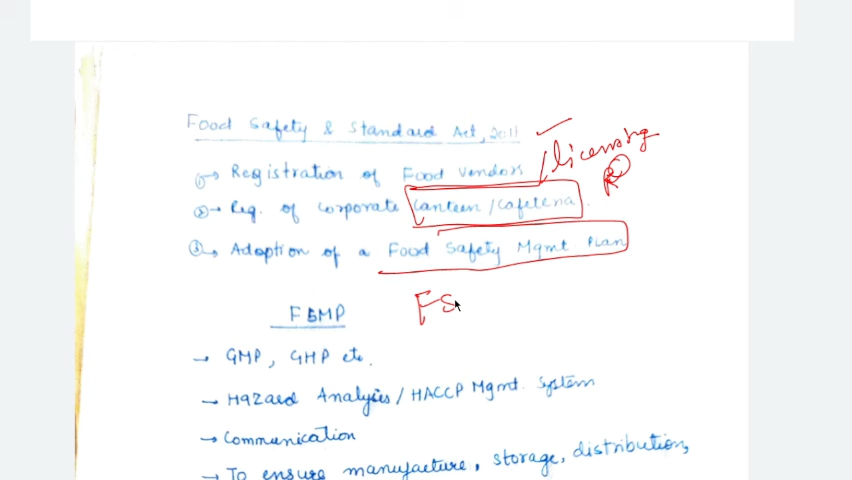 Food Safety & Standard Act, 2011
① → Registration of Food Vendors / licensing
② → Reg. of Corporate Canteen / Cafeteria.
③ → Adoption of a Food Safety Mgmt Plan
FS
FSMP
→ GMP, GHP etc.
→ Hazard Analysis / HACCP Mgmt. System
→ Communication
→ To ensure manufacture, storage, distribution,